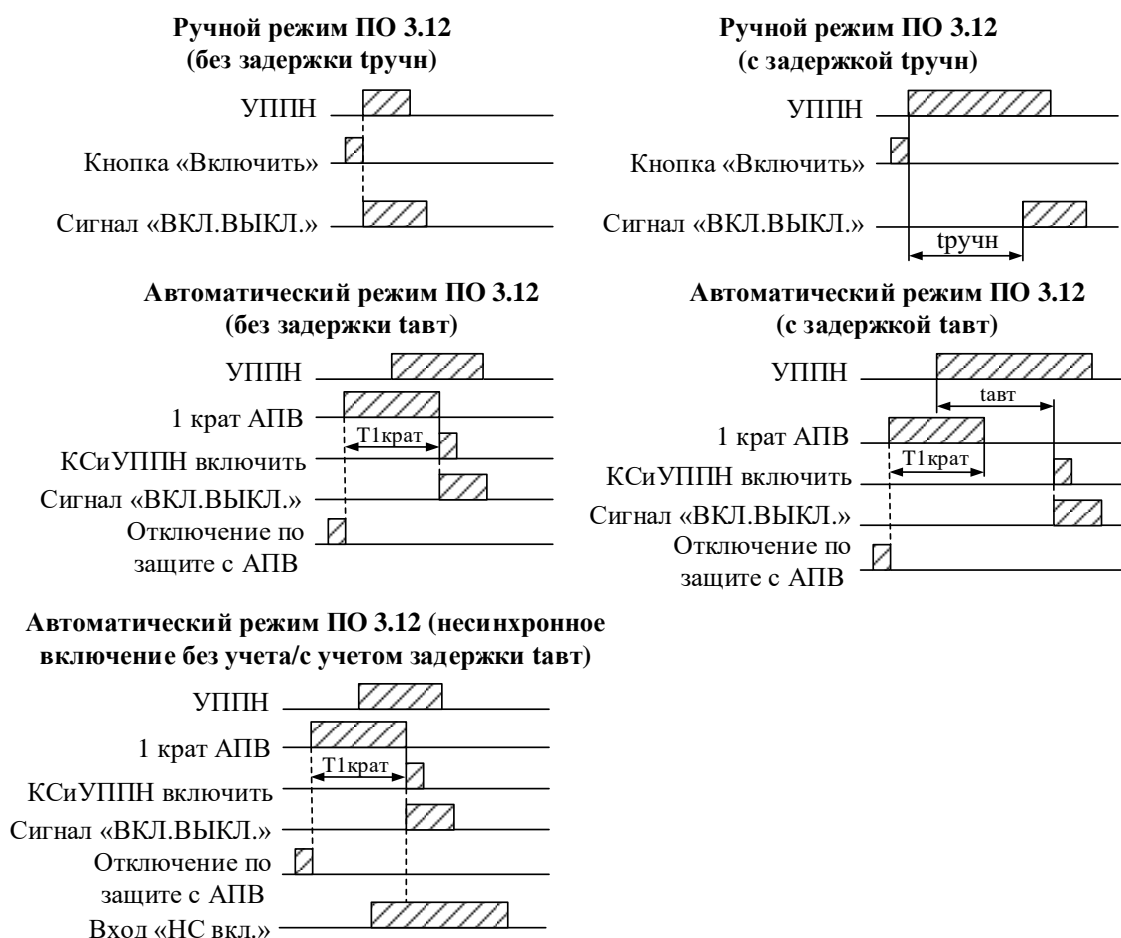 Ручной режим ПО 3.12
(без задержки tручн)
УППН
Кнопка «Включить»
Сигнал «ВКЛ.ВЫКЛ.»
Ручной режим ПО 3.12
(с задержкой tручн)
УППН
Кнопка «Включить»
Сигнал «ВКЛ.ВЫКЛ.»
tручн
Автоматический режим ПО 3.12
(без задержки tавт)
УППН
1 крат АПВ
T1крат
КСиУППН включить
Сигнал «ВКЛ.ВЫКЛ.»
Отключение по
защите с АПВ
Автоматический режим ПО 3.12
(с задержкой tавт)
УППН
tавт
1 крат АПВ
T1крат
КСиУППН включить
Сигнал «ВКЛ.ВЫКЛ.»
Отключение по
защите с АПВ
Автоматический режим ПО 3.12 (несинхронное
включение без учета/с учетом задержки tавт)
УППН
1 крат АПВ
T1крат
КСиУППН включить
Сигнал «ВКЛ.ВЫКЛ.»
Отключение по
защите с АПВ
Вход «НС вкл.»